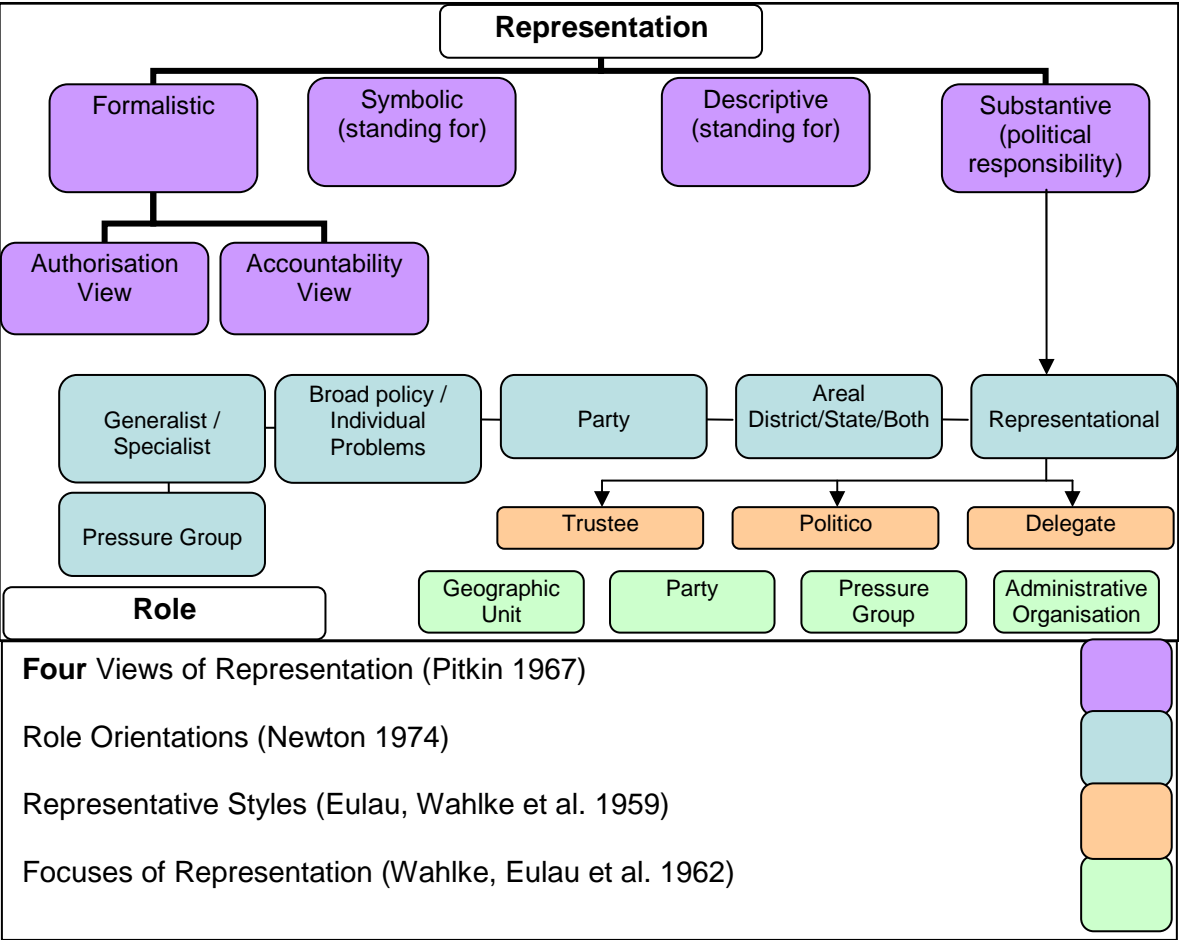 Representation
Formalistic
Symbolic
(standing for)
Descriptive
(standing for)
Substantive
(political
responsibility)
Authorisation
View
Accountability
View
Generalist /
Specialist
Broad policy /
Individual
Problems
Party
Areal
District/State/Both
Representational
Pressure Group
Trustee
Politico
Delegate
Geographic
Unit
Party
Pressure
Group
Administrative
Organisation
Role
Four Views of Representation (Pitkin 1967)
Role Orientations (Newton 1974)
Representative Styles (Eulau, Wahlke et al. 1959)
Focuses of Representation (Wahlke, Eulau et al. 1962)